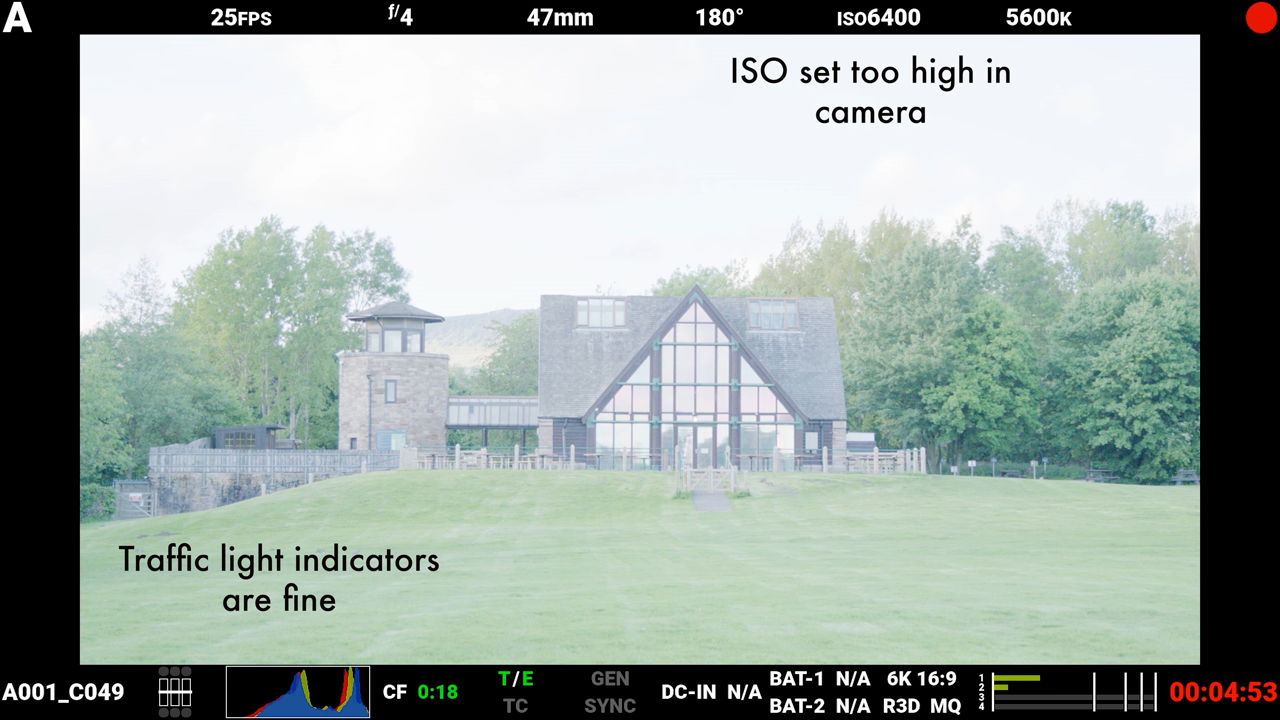 A 25FPS f/4 47mm 180° ISO6400 5600K
ISO set too high in
camera
Traffic light indicators
are fine
A001_C049 CF 0:18 T/E GEN DC-IN N/A BAT-1 N/A 6K 16:9 1 00:04:53
TC SYNC BAT-2 N/A R3D MQ 2
3
4